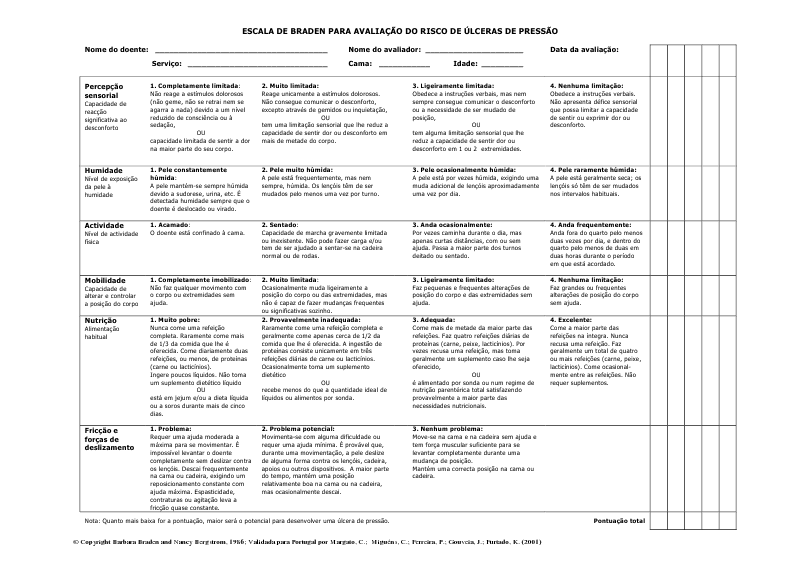 ESCALA DE BRADEN PARA AVALIAÇÃO DO RISCO DE ÚLCERAS DE PRESSÃO
Nome do doente: ______________ Nome do avaliador: ______________ Data da avaliação:
Serviço: ______________ Cama: __________ Idade: __________
Percepção
sensorial
Capacidade de
reacção
significativa ao
desconforto
1. Completamente limitada:
Não reage a estímulos dolorosos
(não geme, não se retrai nem se
agarra a nada) devido a um nível
reduzido de consciência ou à
sedação,
OU
capacidade limitada de sentir a dor
na maior parte do seu corpo.
2. Muito limitada:
Reage unicamente a estímulos dolorosos.
Não consegue comunicar o desconforto,
excepto através de gemidos ou inquietação,
OU
tem uma limitação sensorial que lhe reduz a
capacidade de sentir dor ou desconforto em
mais de metade do corpo.
3. Ligeiramente limitada:
Obedece a instruções verbais, mas nem
sempre consegue comunicar o desconforto
ou a necessidade de ser mudado de
posição,
OU
tem alguma limitação sensorial que lhe
reduz a capacidade de sentir dor ou
desconforto em 1 ou 2 extremidades.
4. Nenhuma limitação:
Obedece a instruções verbais.
Não apresenta défice sensorial
que possa limitar a capacidade
de sentir ou exprimir dor ou
desconforto.
Humidade
Nível de exposição
da pele à
humidade
1. Pele constantemente
húmida:
A pele mantém-se sempre húmida
devido a sudorese, urina, etc. É
detectada humidade sempre que o
doente é deslocado ou virado.
2. Pele muito húmida:
A pele está frequentemente, mas nem
sempre, húmida. Os lençóis têm de ser
mudados pelo menos uma vez por turno.
3. Pele ocasionalmente húmida:
A pele está por vezes húmida, exigindo uma
muda adicional de lençóis aproximadamente
uma vez por dia.
4. Pele raramente húmida:
A pele está geralmente seca; os
lençóis só têm de ser mudados
nos intervalos habituais.
Actividade
Nível de actividade
física
1. Acamado:
O doente está confinado à cama.
2. Sentado:
Capacidade de marcha gravemente limitada
ou inexistente. Não pode fazer carga e/ou
tem de ser ajudado a sentar-se na cadeira
normal ou de rodas.
3. Anda ocasionalmente:
Por vezes caminha durante o dia, mas
apenas curtas distâncias, com ou sem
ajuda. Passa a maior parte dos turnos
deitado ou sentado.
4. Anda frequentemente:
Anda fora do quarto pelo menos
duas vezes por dia, e dentro do
quarto pelo menos de duas em
duas horas durante o período
em que está acordado.
Mobilidade
Capacidade de
alterar e controlar
a posição do corpo
1. Completamente imobilizado:
Não faz qualquer movimento com
o corpo ou extremidades sem
ajuda.
2. Muito limitada:
Ocasionalmente muda ligeiramente a
posição do corpo ou das extremidades, mas
não é capaz de fazer mudanças frequentes
ou significativas sozinho.
3. Ligeiramente limitado:
Faz pequenas e frequentes alterações de
posição do corpo e das extremidades sem
ajuda.
4. Nenhuma limitação:
Faz grandes ou frequentes
alterações de posição do corpo
sem ajuda.
Nutrição
Alimentação
habitual
1. Muito pobre:
Nunca come uma refeição
completa. Raramente come mais
de 1/3 da comida que lhe é
oferecida. Come diariamente duas
refeições, ou menos, de proteínas
(carne ou lacticínios).
Ingere poucos líquidos. Não toma
um suplemento dietético líquido
OU
está em jejum e/ou a dieta líquida
ou a soros durante mais de cinco
dias.
2. Provavelmente inadequada:
Raramente come uma refeição completa e
geralmente come apenas cerca de 1/2 da
comida que lhe é oferecida. A ingestão de
proteínas consiste unicamente em três
refeições diárias de carne ou lacticínios.
Ocasionalmente toma um suplemento
dietético
OU
recebe menos do que a quantidade ideal de
líquidos ou alimentos por sonda.
3. Adequada:
Come mais de metade da maior parte das
refeições. Faz quatro refeições diárias de
proteínas (carne, peixe, lacticínios). Por
vezes recusa uma refeição, mas toma
geralmente um suplemento caso lhe seja
oferecido,
OU
é alimentado por sonda ou num regime de
nutrição parentérica total satisfazendo
provavelmente a maior parte das
necessidades nutricionais.
4. Excelente:
Come a maior parte das
refeições na íntegra. Nunca
recusa uma refeição. Faz
geralmente um total de quatro
ou mais refeições (carne, peixe,
lacticínios). Come ocasional-
mente entre as refeições. Não
requer suplementos.
Fricção e
forças de
deslizamento
1. Problema:
Requer uma ajuda moderada a
máxima para se movimentar. É
impossível levantar o doente
completamente sem deslizar contra
os lençóis. Descai frequentemente
na cama ou cadeira, exigindo um
reposicionamento constante com
ajuda máxima. Espasticidade,
contraturas ou agitação leva a
fricção quase constante.
2. Problema potencial:
Movimenta-se com alguma dificuldade ou
requer uma ajuda mínima. É provável que,
durante uma movimentação, a pele deslize
de alguma forma contra os lençóis, cadeira,
apoios ou outros dispositivos. A maior parte
do tempo, mantém uma posição
relativamente boa na cama ou na cadeira,
mas ocasionalmente descai.
3. Nenhum problema:
Move-se na cama e na cadeira sem ajuda e
tem força muscular suficiente para se
levantar completamente durante uma
mudança de posição.
Mantém uma correcta posição na cama ou
cadeira.
Nota: Quanto mais baixa for a pontuação, maior será o potencial para desenvolver uma úlcera de pressão. Pontuação total
© Copyright Barbara Braden and Nancy Bergstrom, 1986; Validada para Portugal por Margato, C.; Miguéns, C.; Ferreira, P.; Gouveia, J.; Furtado, K. (2001)